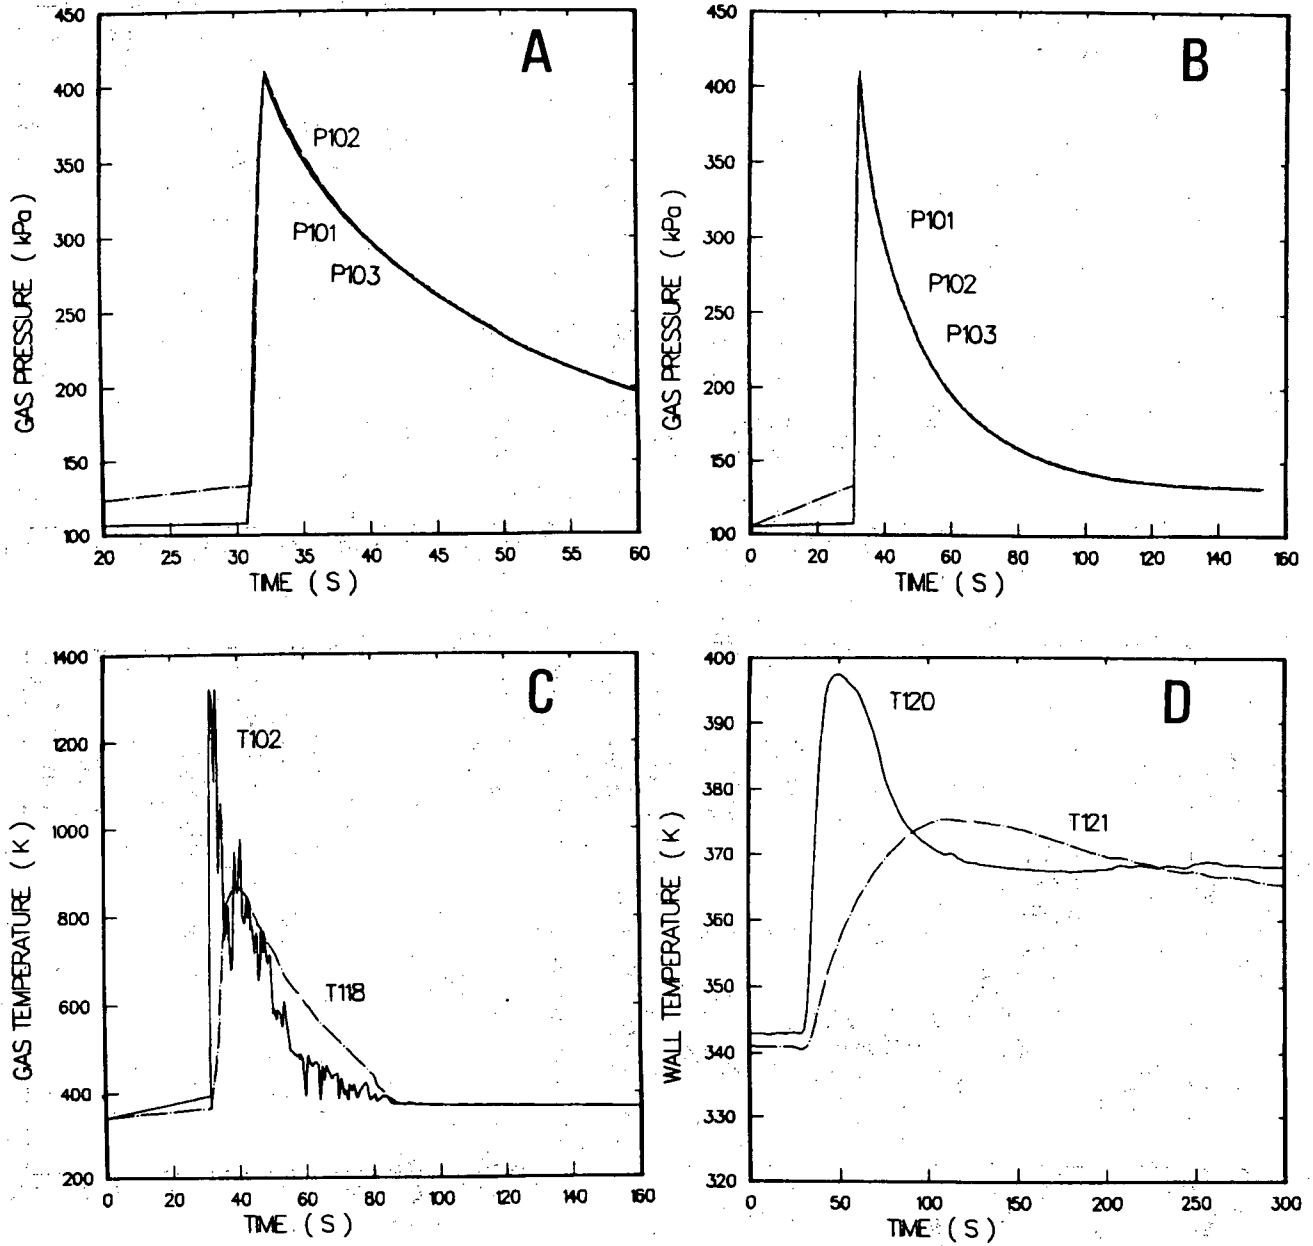 A
GAS PRESSURE ( kPa )
450
400
350
300
250
200
150
100
P102
P101
P103
20 25 30 35 40 45 50 55 60
TIME ( S )
B
GAS PRESSURE ( kPa )
450
400
350
300
250
200
150
100
P101
P102
P103
0 20 40 60 80 100 120 140 160
TIME ( S )
C
GAS TEMPERATURE ( K )
1400
1200
1000
800
600
400
200
T102
T118
0 20 40 60 80 100 120 140 160
TIME ( S )
D
WALL TEMPERATURE ( K )
400
390
380
370
360
350
340
330
320
T120
T121
0 50 100 150 200 250 300
TIME ( S )